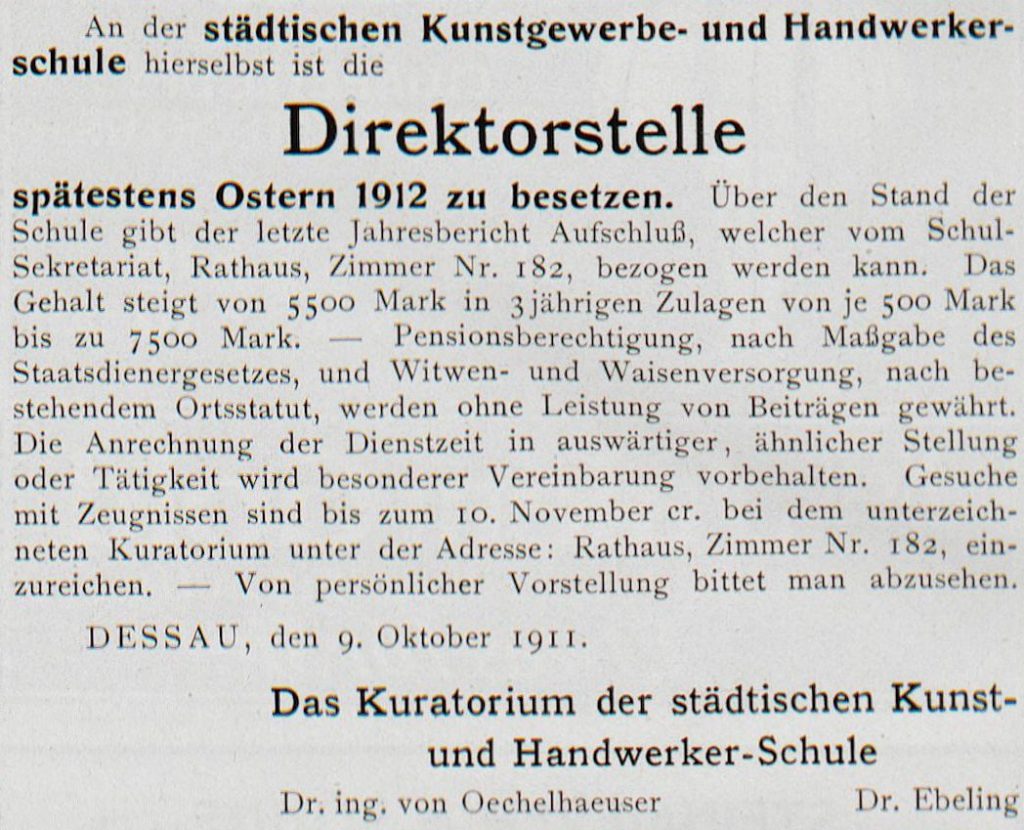 An der städtischen Kunstgewerbe- und Handwerker-
schule hierselbst ist die
Direktorstelle
spätestens Ostern 1912 zu besetzen. Über den Stand der
Schule gibt der letzte Jahresbericht Aufschluß, welcher vom Schul-
Sekretariat, Rathaus, Zimmer Nr. 182, bezogen werden kann. Das
Gehalt steigt von 5500 Mark in 3jährigen Zulagen von je 500 Mark
bis zu 7500 Mark. — Pensionsberechtigung, nach Maßgabe des
Staatsdienergesetzes, und Witwen- und Waisenversorgung, nach be-
stehendem Ortsstatut, werden ohne Leistung von Beiträgen gewährt.
Die Anrechnung der Dienstzeit in auswärtiger, ähnlicher Stellung
oder Tätigkeit wird besonderer Vereinbarung vorbehalten. Gesuche
mit Zeugnissen sind bis zum 10. November cr. bei dem unterzeich-
neten Kuratorium unter der Adresse: Rathaus, Zimmer Nr. 182, ein-
zureichen. — Von persönlicher Vorstellung bittet man abzusehen.
DESSAU, den 9. Oktober 1911.
Das Kuratorium der städtischen Kunst-
und Handwerker-Schule
Dr. ing. von Oechelhaeuser Dr. Ebeling